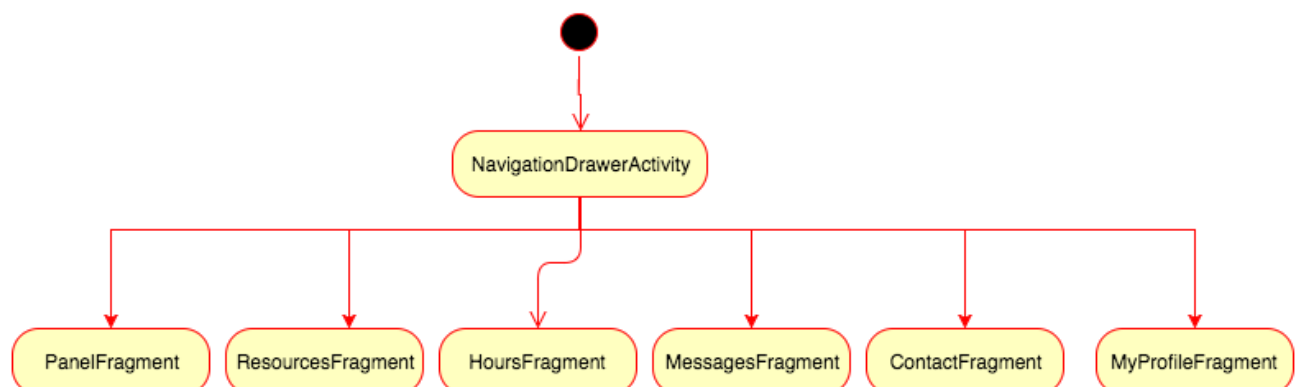 NavigationDrawerActivity
PanelFragment
ResourcesFragment
HoursFragment
MessagesFragment
ContactFragment
MyProfileFragment